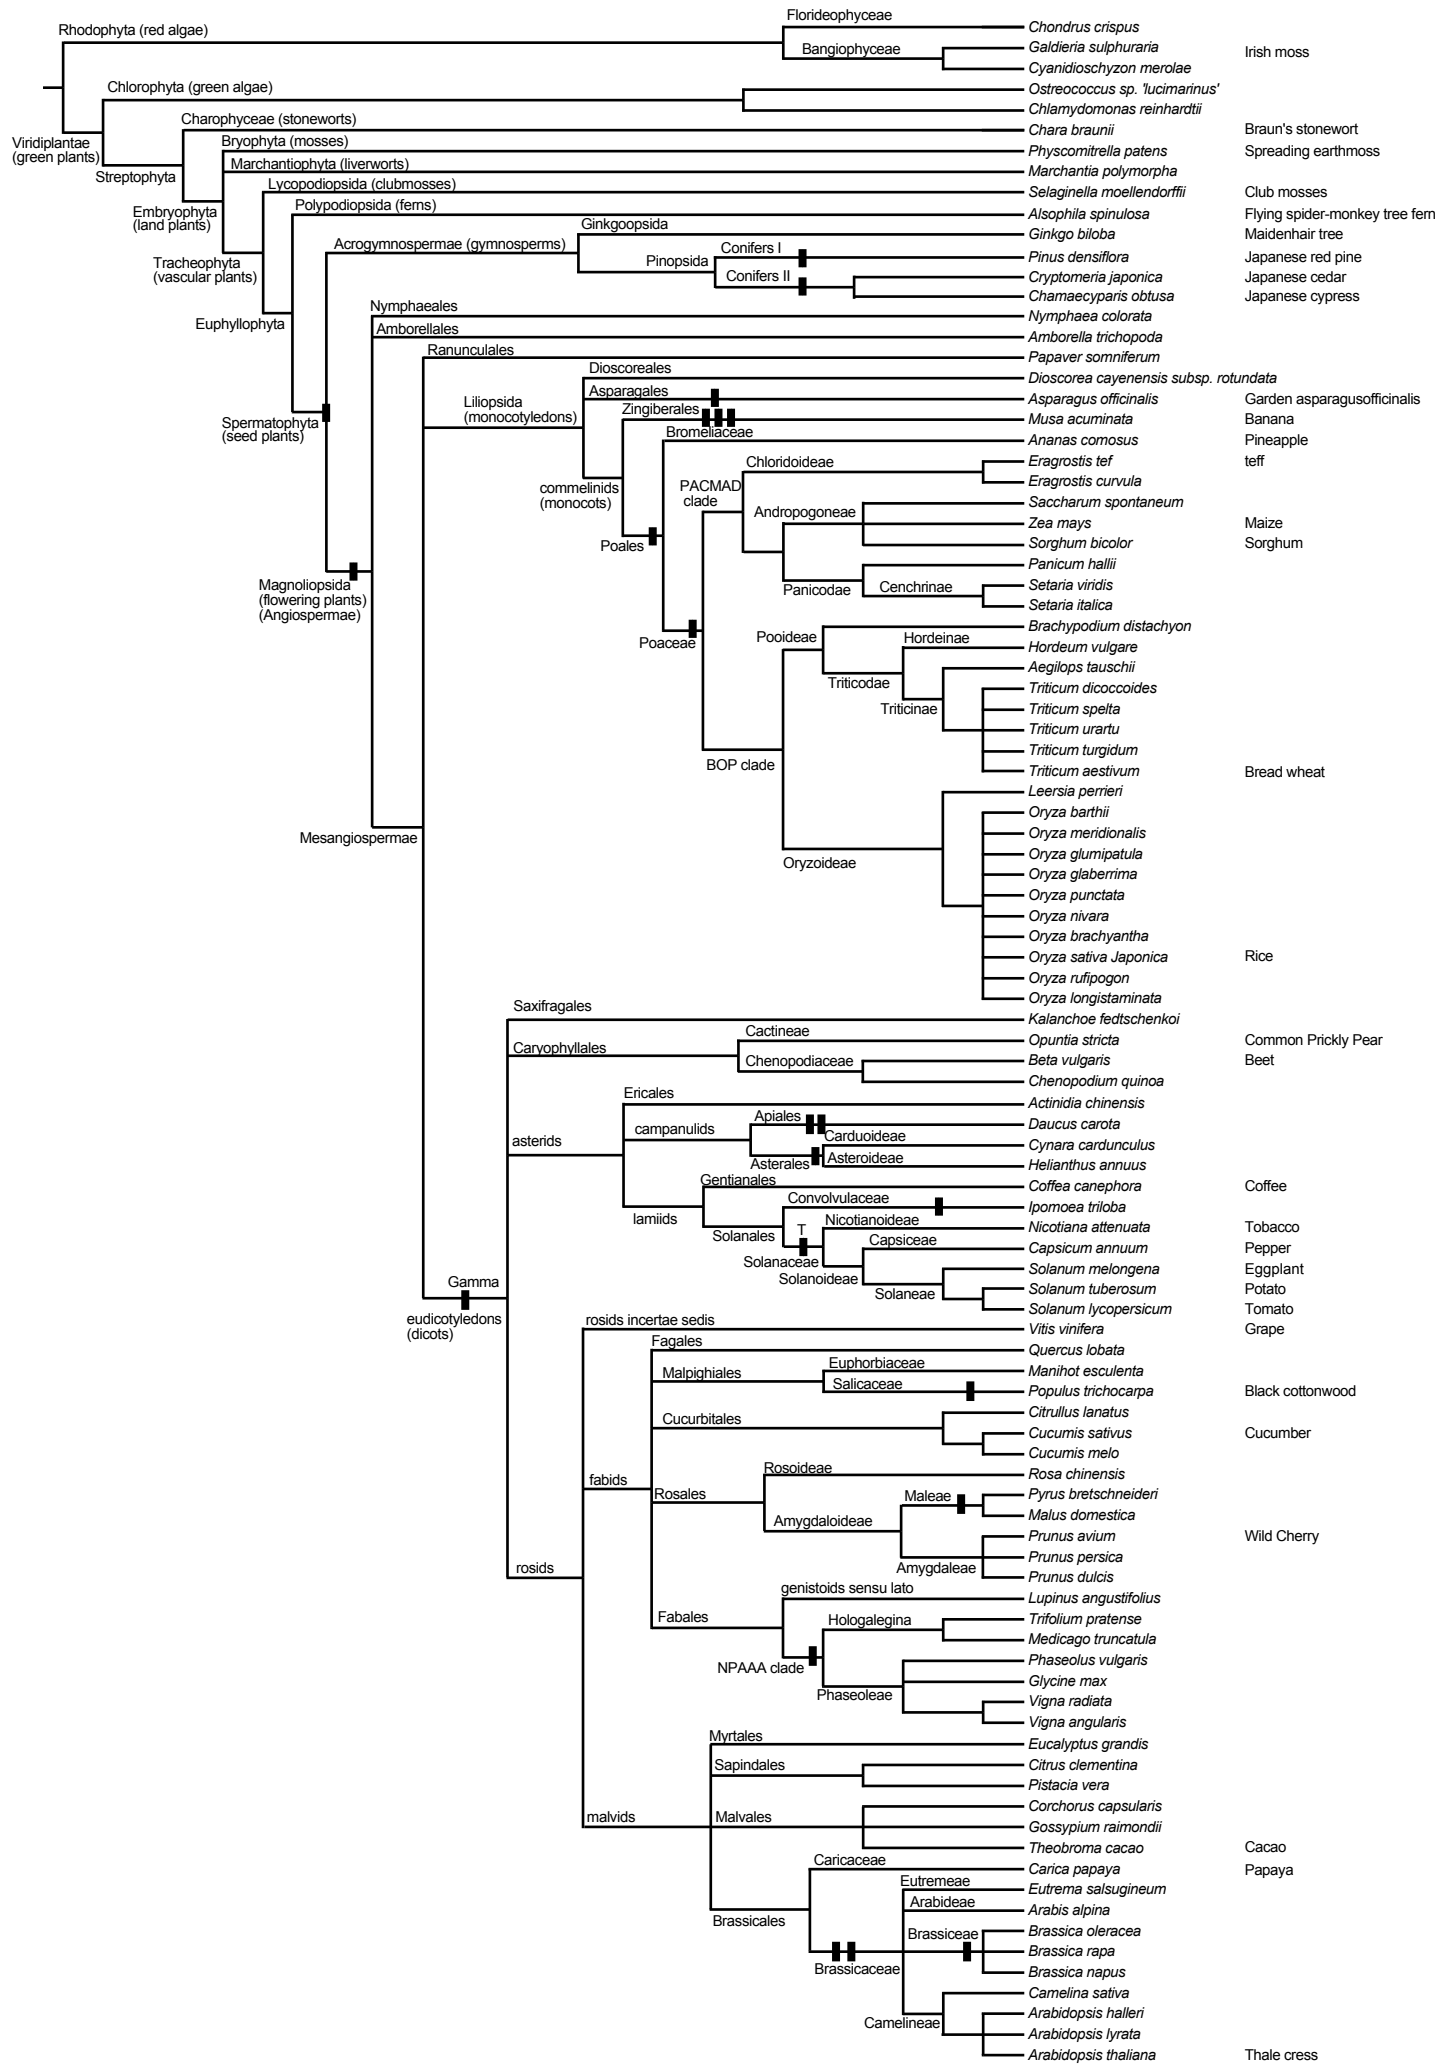 Florideophyceae
Rhodophyta (red algae)
Chondrus crispus
Bangiophyceae
Galdieria sulphuraria
Irish moss
Cyanidioschyzon merolae
Chlorophyta (green algae)
Ostreococcus sp. 'lucimarinus'
Chlamydomonas reinhardtii
Charophyceae (stoneworts)
Chara braunii Braun's stonewort
Viridiplantae
(green plants)
Bryophyta (mosses)
Physcomitrella patens Spreading earthmoss
Marchantiophyta (liverworts)
Marchantia polymorpha
Streptophyta
Lycopodiopsida (clubmosses)
Selaginella moellendorffii Club mosses
Embryophyta
(land plants)
Polypodiopsida (ferns)
Alsophila spinulosa Flying spider-monkey tree fern
Ginkgoopsida
Ginkgo biloba Maidenhair tree
Acrogymnospermae (gymnosperms)
Tracheophyta
(vascular plants)
Pinopsida
Conifers I
Pinus densiflora Japanese red pine
Conifers II
Cryptomeria japonica Japanese cedar
Chamaecyparis obtusa Japanese cypress
Nymphaeales
Nymphaea colorata
Euphyllophyta
Amborellales
Amborella trichopoda
Ranunculales
Papaver somniferum
Dioscoreales
Dioscorea cayenensis subsp. rotundata
Liliopsida
(monocotyledons)
Asparagales
Asparagus officinalis Garden asparagusofficinalis
Zingiberales
Musa acuminata Banana
Spermatophyta
(seed plants)
Bromeliaceae
Ananas comosus Pineapple
Chloridoideae
Eragrostis tef teff
Eragrostis curvula
commelinids
(monocots)
PACMAD
clade
Saccharum spontaneum
Andropogoneae
Zea mays Maize
Sorghum bicolor Sorghum
Poales
Panicum hallii
Panicodae
Cenchrinae
Setaria viridis
Setaria italica
Magnoliopsida
(flowering plants)
(Angiospermae)
Brachypodium distachyon
Poaceae
Pooideae
Hordeinae
Hordeum vulgare
Aegilops tauschii
Triticodae
Triticum dicoccoides
Triticinae
Triticum spelta
Triticum urartu
Triticum turgidum
BOP clade
Triticum aestivum Bread wheat
Leersia perrieri
Oryza barthii
Mesangiospermae
Oryza meridionalis
Oryza glumipatula
Oryzoideae
Oryza glaberrima
Oryza punctata
Oryza nivara
Oryza brachyantha
Oryza sativa Japonica Rice
Oryza rufipogon
Oryza longistaminata
Saxifragales
Kalanchoe fedtschenkoi
Cactineae
Opuntia stricta Common Prickly Pear
Caryophyllales
Chenopodiaceae
Beta vulgaris Beet
Chenopodium quinoa
Ericales
Actinidia chinensis
Apiales
Daucus carota
campanulids
Carduoideae
Cynara cardunculus
asterids
Asterales
Asteroideae
Helianthus annuus
Gentianales
Coffea canephora Coffee
Convolvulaceae
Ipomoea triloba
lamiids
Nicotianoideae
Nicotiana attenuata Tobacco
Solanales
T
Capsiceae
Capsicum annuum Pepper
Solanaceae
Solanum melongena Eggplant
Solanoideae
Solaneae
Solanum tuberosum Potato
Gamma
Solanum lycopersicum Tomato
eudicotyledons
(dicots)
rosids incertae sedis
Vitis vinifera Grape
Fagales
Quercus lobata
Malpighiales
Euphorbiaceae
Manihot esculenta
Salicaceae
Populus trichocarpa Black cottonwood
Citrullus lanatus
Cucurbitales
Cucumis sativus Cucumber
Cucumis melo
Rosoideae
Rosa chinensis
fabids
Rosales
Maleae
Pyrus bretschneideri
Malus domestica
Amygdaloideae
Prunus avium Wild Cherry
Prunus persica
Amygdaleae
Prunus dulcis
rosids
genistoids sensu lato
Lupinus angustifolius
Fabales
Hologalegina
Trifolium pratense
Medicago truncatula
NPAAA clade
Phaseolus vulgaris
Phaseoleae
Glycine max
Vigna radiata
Vigna angularis
Myrtales
Eucalyptus grandis
Sapindales
Citrus clementina
Pistacia vera
Corchorus capsularis
malvids
Malvales
Gossypium raimondii
Theobroma cacao Cacao
Caricaceae
Carica papaya Papaya
Eutremeae
Eutrema salsugineum
Arabideae
Arabis alpina
Brassicales
Brassiceae
Brassica oleracea
Brassica rapa
Brassicaceae
Brassica napus
Camelina sativa
Camelineae
Arabidopsis halleri
Arabidopsis lyrata
Arabidopsis thaliana Thale cress